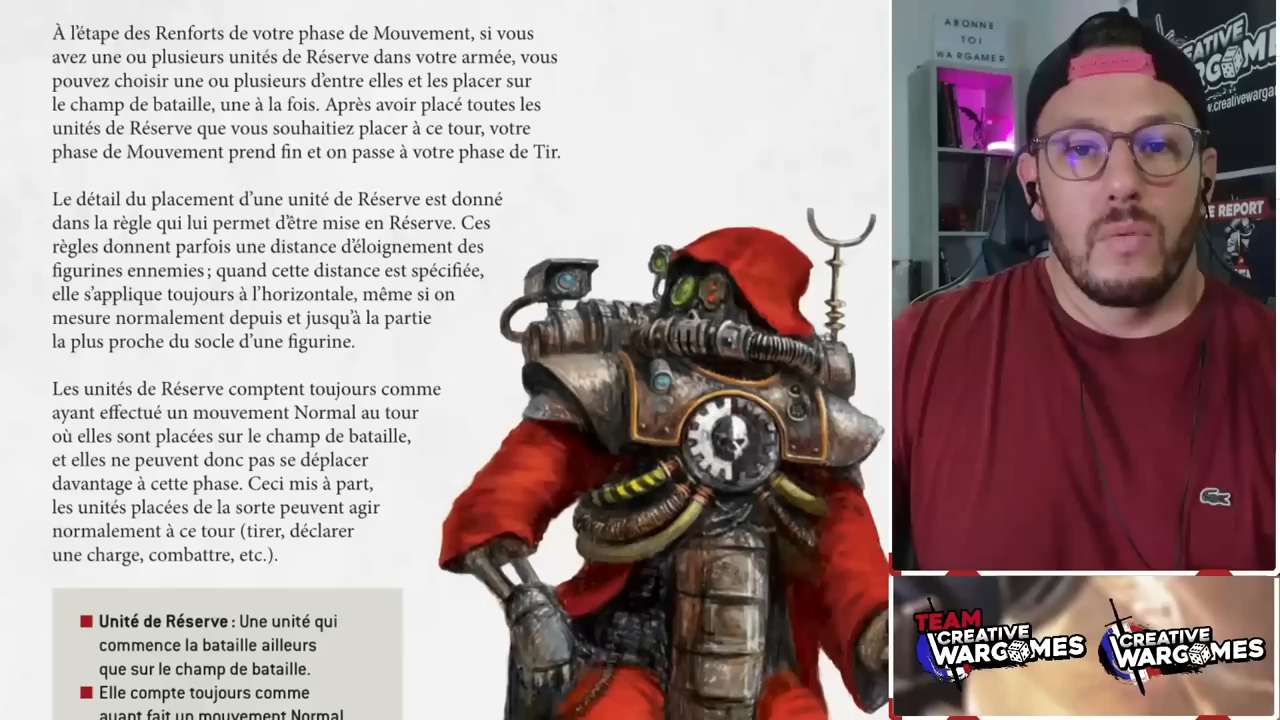 À l'étape des Renforts de votre phase de Mouvement, si vous
avez une ou plusieurs unités de Réserve dans votre armée, vous
pouvez choisir une ou plusieurs d'entre elles et les placer sur
le champ de bataille, une à la fois. Après avoir placé toutes les
unités de Réserve que vous souhaitiez placer à ce tour, votre
phase de Mouvement prend fin et on passe à votre phase de Tir.
Le détail du placement d'une unité de Réserve est donné
dans la règle qui lui permet d'être mise en Réserve. Ces
règles donnent parfois une distance d'éloignement des
figurines ennemies ; quand cette distance est spécifiée,
elle s'applique toujours à l'horizontale, même si on
mesure normalement depuis et jusqu'à la partie
la plus proche du socle d'une figurine.
Les unités de Réserve comptent toujours comme
ayant effectué un mouvement Normal au tour
où elles sont placées sur le champ de bataille,
et elles ne peuvent donc pas se déplacer
davantage à cette phase. Ceci mis à part,
les unités placées de la sorte peuvent agir
normalement à ce tour (tirer, déclarer
une charge, combattre, etc.).
■ Unité de Réserve : Une unité qui
commence la bataille ailleurs
que sur le champ de bataille.
■ Elle compte toujours comme
ayant fait un mouvement Normal
ABONNE
TOI
WARGAMER
www.creativewarga
REPORT
TEAM
CREATIVE
WARGAMES
CREATIVE
WARGAMES